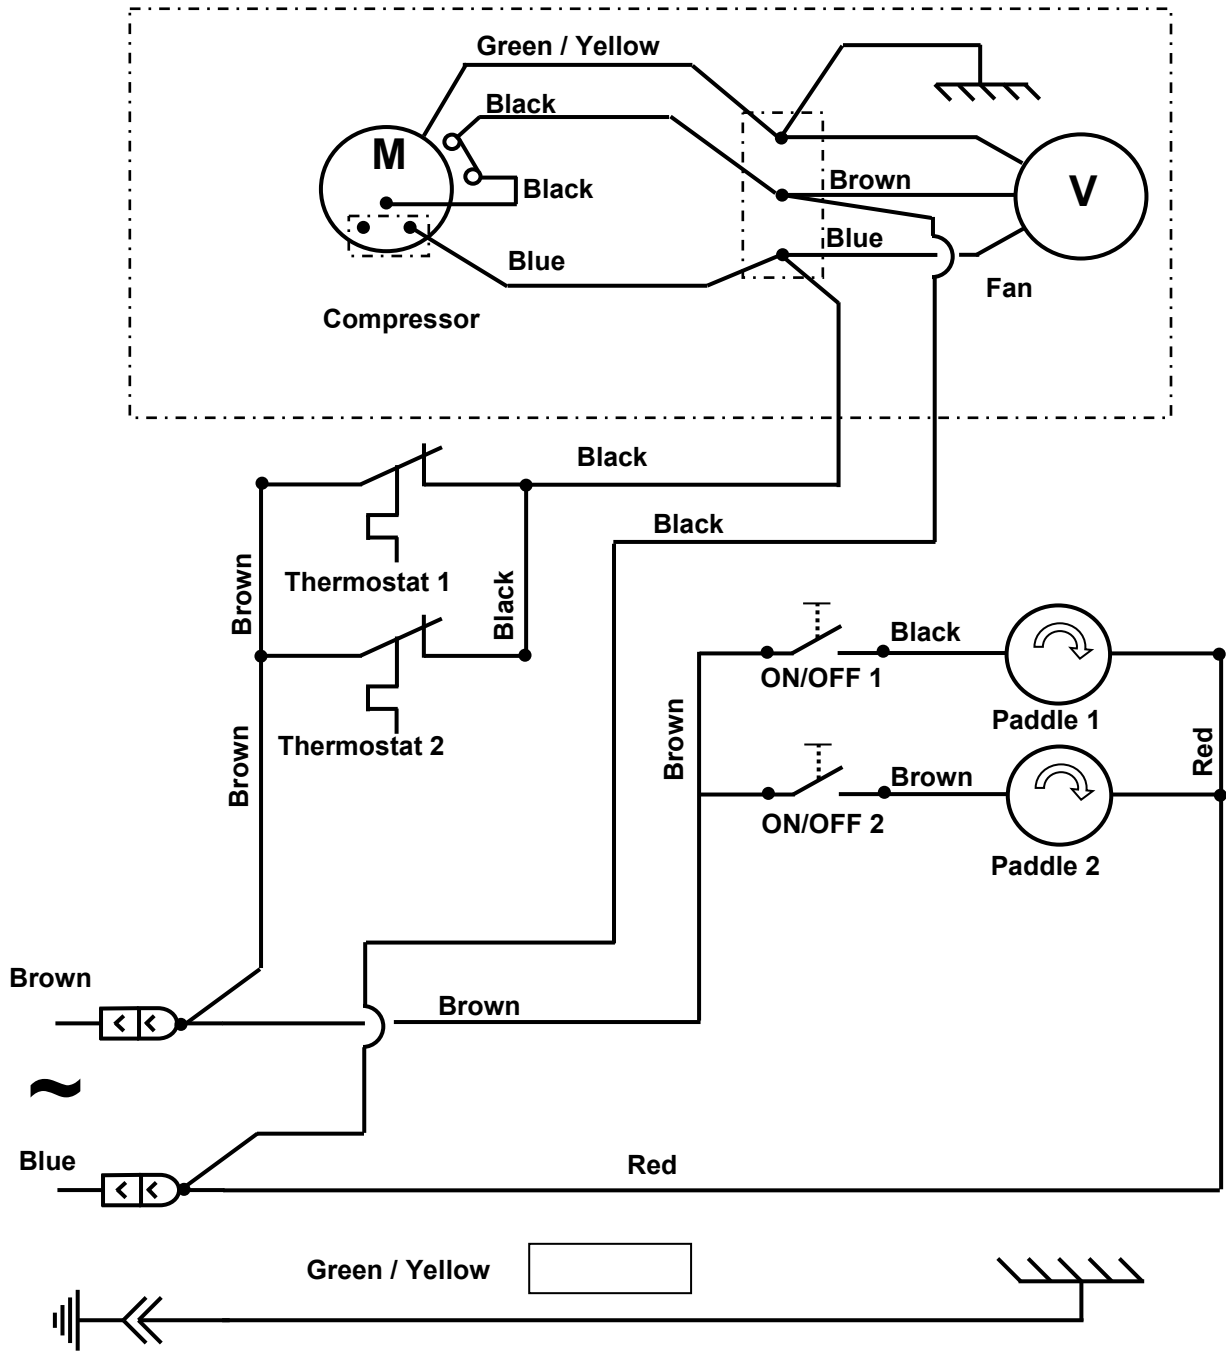 Green / Yellow
Black
M
Black
Brown
V
Blue
Blue
Fan
Compressor
Black
Black
Brown
Thermostat 1
Black
Black
ON/OFF 1
Paddle 1
Brown
Thermostat 2
Brown
Red
Brown
ON/OFF 2
Paddle 2
Brown
Brown
~
Blue
Red
Green / Yellow